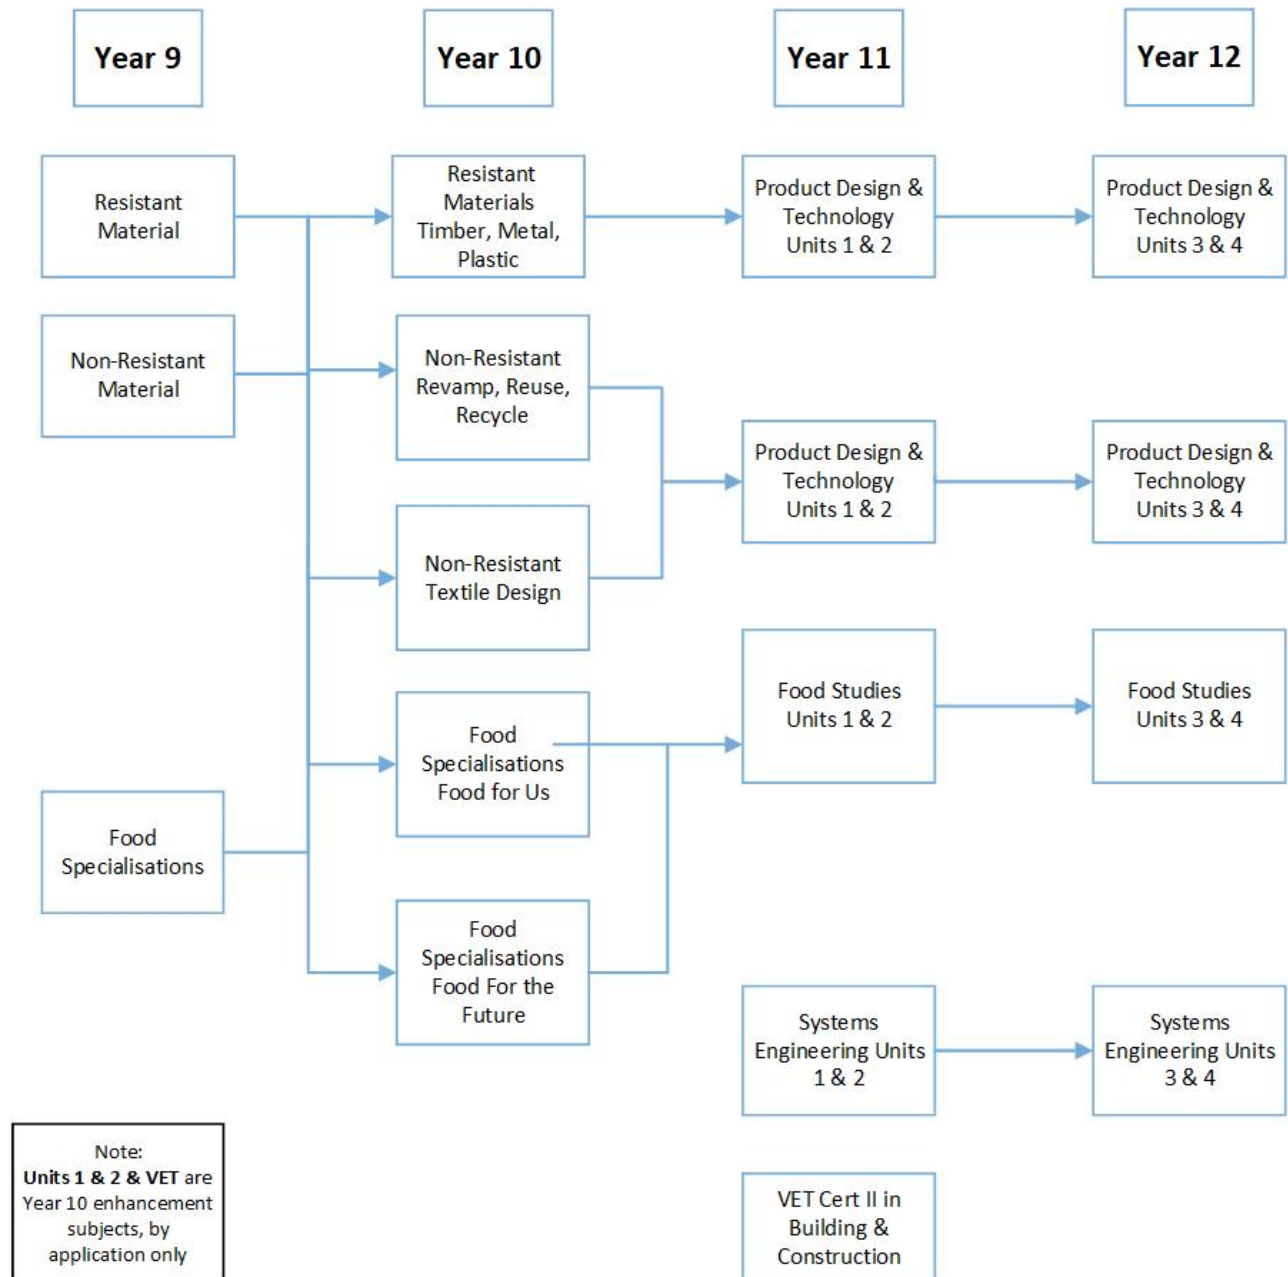 Year 9
Year 10
Year 11
Year 12
Resistant
Material
Resistant
Materials
Timber, Metal,
Plastic
Product Design &
Technology
Units 1 & 2
Product Design &
Technology
Units 3 & 4
Non-Resistant
Material
Non-Resistant
Revamp, Reuse,
Recycle
Product Design &
Technology
Units 1 & 2
Product Design &
Technology
Units 3 & 4
Non-Resistant
Textile Design
Food Studies
Units 1 & 2
Food Studies
Units 3 & 4
Food
Specialisations
Food for Us
Food
Specialisations
Food
Specialisations
Food For the
Future
Systems
Engineering Units
1 & 2
Systems
Engineering Units
3 & 4
Note:
Units 1 & 2 & VET are
Year 10 enhancement
subjects, by
application only
VET Cert II in
Building &
Construction